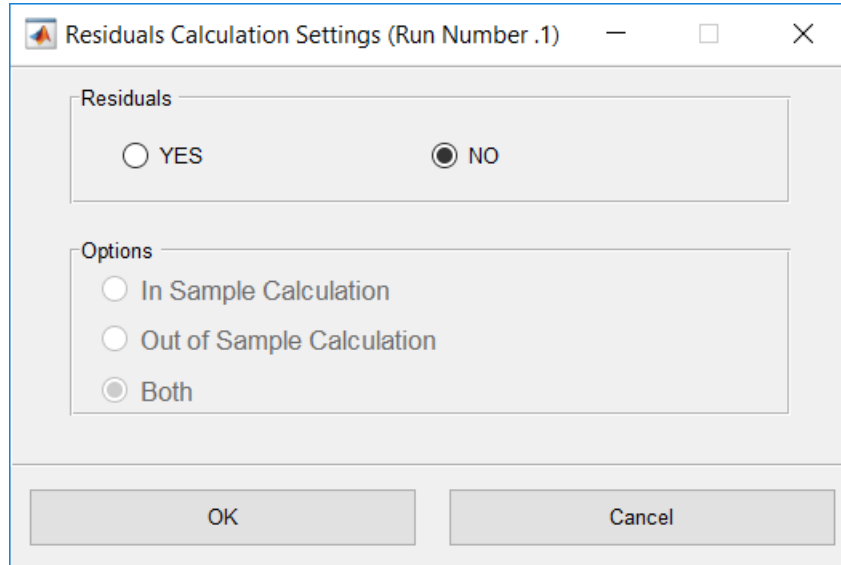 Residuals Calculation Settings (Run Number .1)
Residuals
YES NO
Options
In Sample Calculation
Out of Sample Calculation
Both
OK Cancel